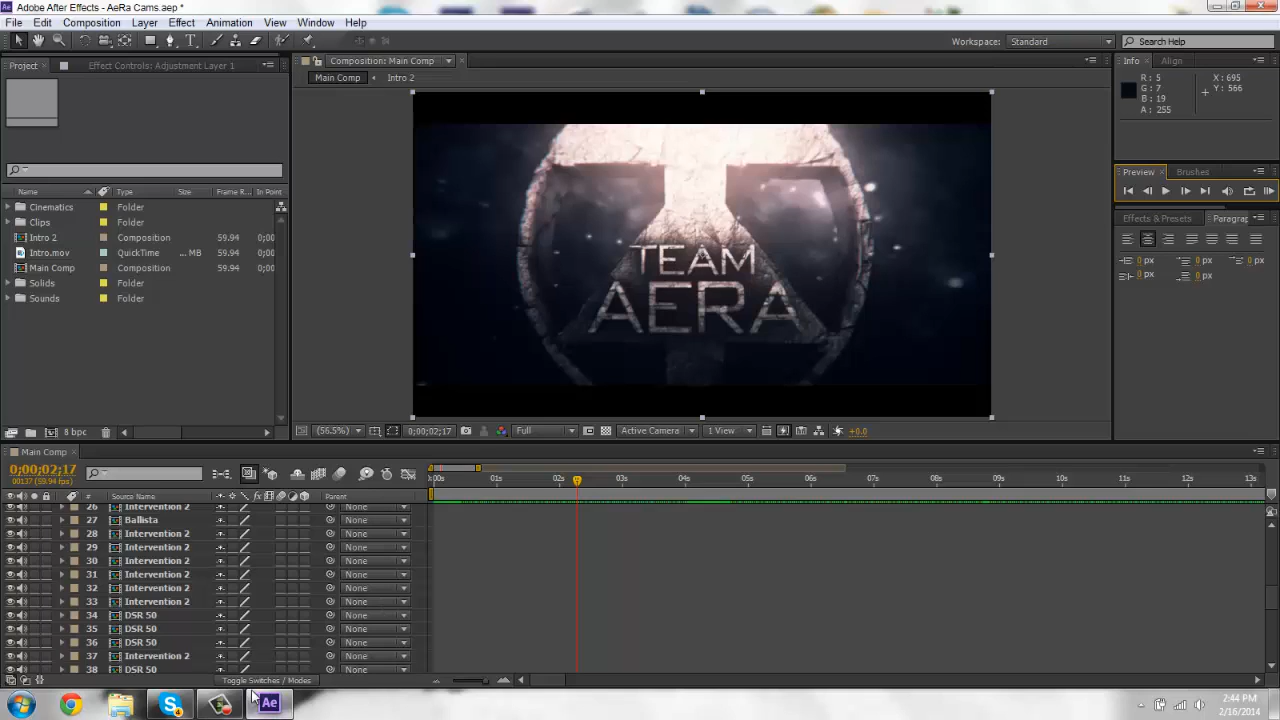 Adobe After Effects - AeRa Cams.aep *
File Edit Composition Layer Effect Animation View Window Help
Workspace: Standard Search Help
Project Effect Controls: Adjustment Layer 1
Composition: Main Comp
Main Comp Intro 2
Info Align
R: 5
G: 7
B: 19
A: 255
X: 695
Y: 566
Preview Brushes
Effects & Presets Paragrap
0 px 0 px 0 px
0 px 0 px
Name Type Size Frame R... In Point
Cinematics Folder
Clips Folder
Intro 2 Composition 59.94 0;00
Intro.mov QuickTime ... MB 59.94 0;00
Main Comp Composition 59.94 0;00
Solids Folder
Sounds Folder
TEAM
AERA
8 bpc
(56.5%) 0;00;02;17 Full Active Camera 1 View +0.0
Main Comp
0;00;02;17
00137 (59.94 fps)
:00s 01s 02s 03s 04s 05s 06s 07s 08s 09s 10s 11s 12s 13s
# Source Name Parent
26 Intervention 2 None
27 Ballista None
28 Intervention 2 None
29 Intervention 2 None
30 Intervention 2 None
31 Intervention 2 None
32 Intervention 2 None
33 Intervention 2 None
34 DSR 50 None
35 DSR 50 None
36 DSR 50 None
37 Intervention 2 None
38 DSR 50 None
Toggle Switches / Modes
4
Ae
2:44 PM
2/16/2014